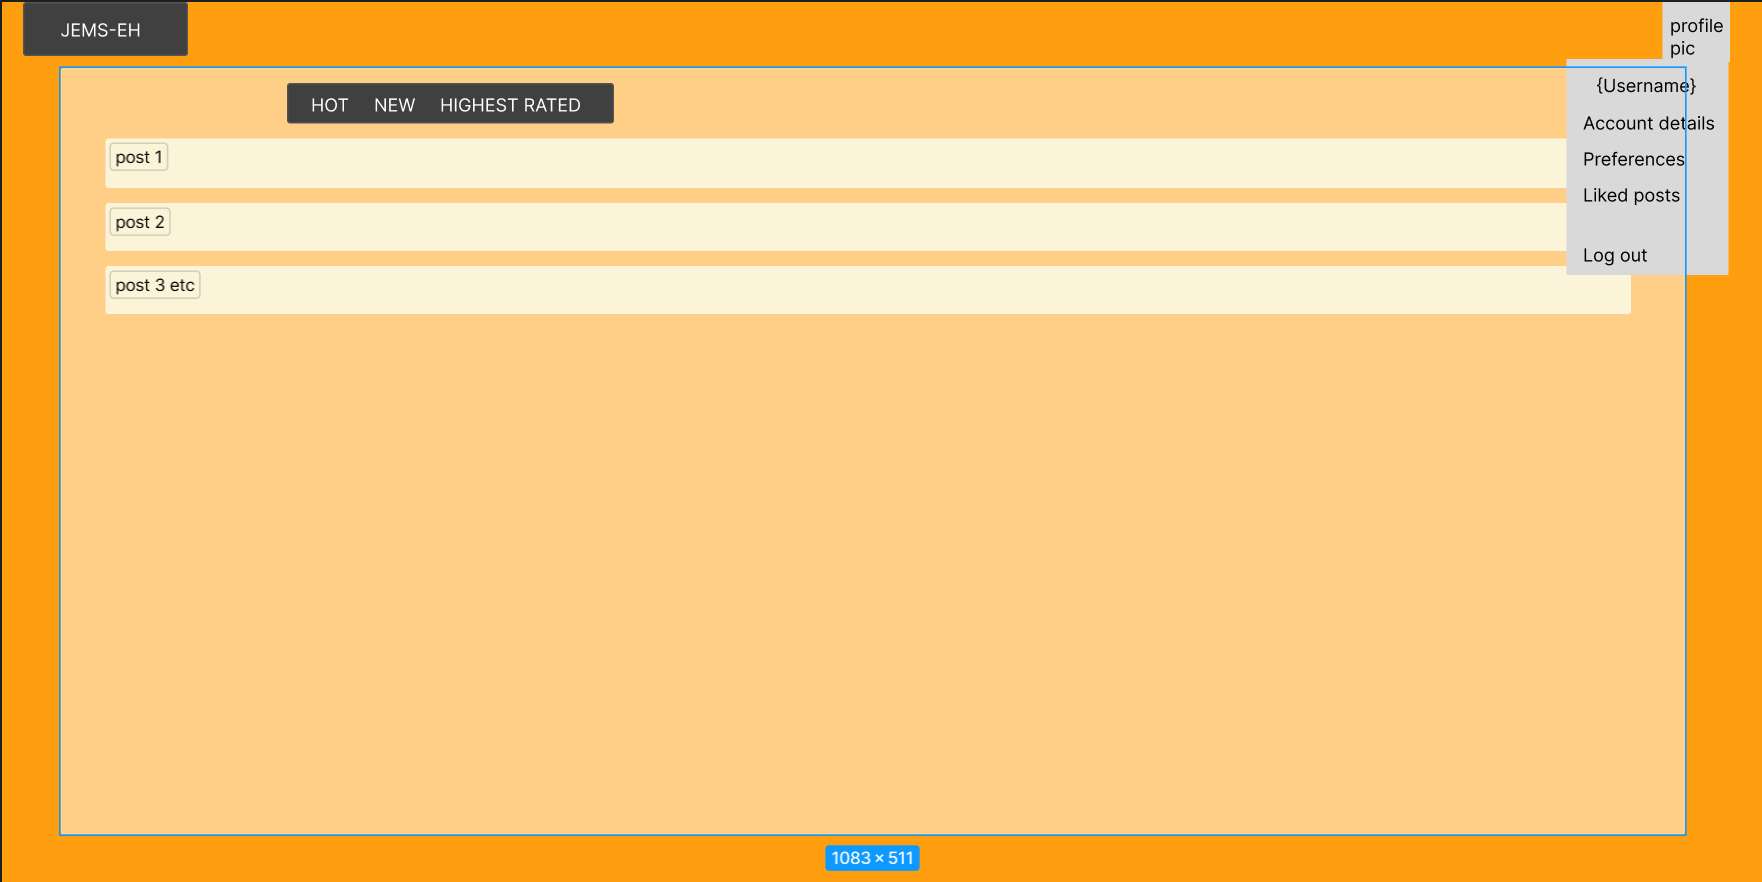 JEMS-EH
profile
pic
{Username}
Account details
Preferences
Liked posts
Log out
HOT NEW HIGHEST RATED
post 1
post 2
post 3 etc
1083 × 511